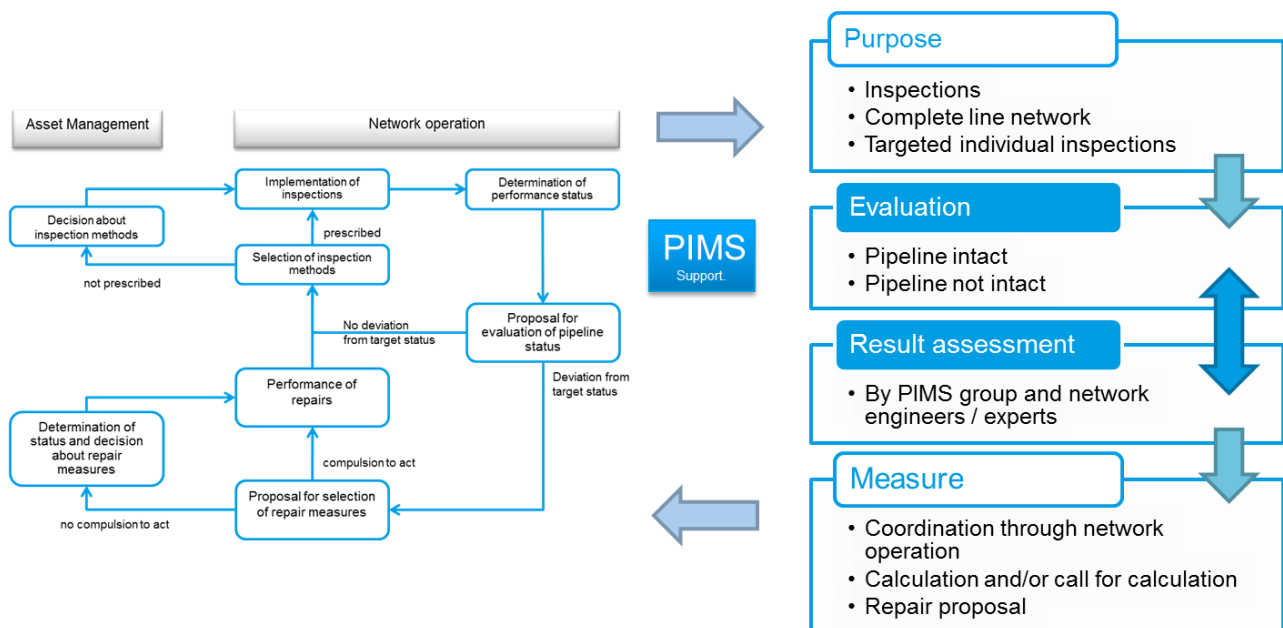 Asset Management
Network operation
Implementation of
inspections
Determination of
performance status
Decision about
inspection methods
prescribed
Selection of inspection
methods
not prescribed
No deviation
from target status
Proposal for
evaluation of pipeline
status
Deviation from
target status
Performance of
repairs
Determination of
status and decision
about repair
measures
compulsion to act
Proposal for selection
of repair measures
no compulsion to act
PIMS
Support.
Purpose
• Inspections
• Complete line network
• Targeted individual inspections
Evaluation
• Pipeline intact
• Pipeline not intact
Result assessment
• By PIMS group and network
engineers / experts
Measure
• Coordination through network
operation
• Calculation and/or call for calculation
• Repair proposal